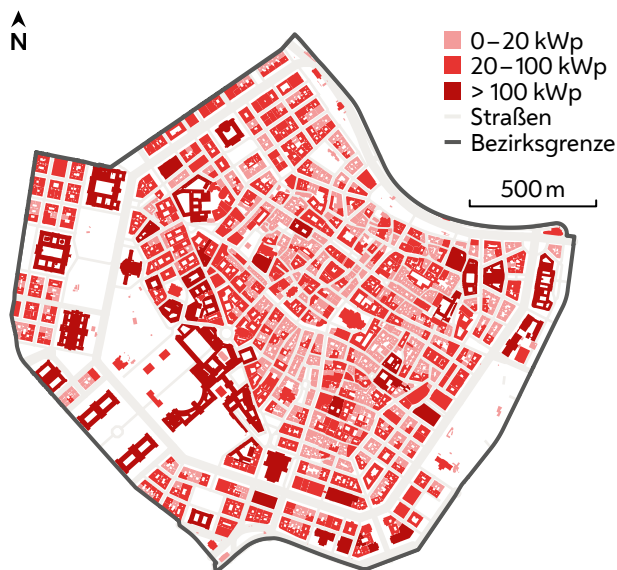 N
0–20 kWp
20–100 kWp
> 100 kWp
Straßen
Bezirksgrenze
500 m